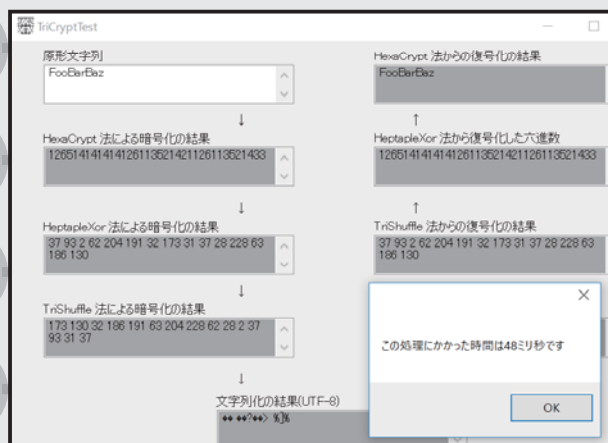 TriCryptTest
原形文字列
FooBarBaz
↓
HexaCrypt 法による暗号化の結果
126514141414126113521421126113521433
↓
HeptapleXor 法による暗号化の結果
37 93 2 62 204 191 32 173 31 37 28 228 63
186 130
↓
TriShuffle 法による暗号化の結果
173 130 32 186 191 63 204 228 62 28 2 37
93 31 37
↓
文字列化の結果(UTF-8)
HexaCrypt 法からの復号化の結果
FooBarBaz
↑
HeptapleXor 法から復号化した六進数
126514141414126113521421126113521433
↑
TriShuffle 法からの復号化の結果
37 93 2 62 204 191 32 173 31 37 28 228 63
186 130
この処理にかかった時間は48ミリ秒です
OK